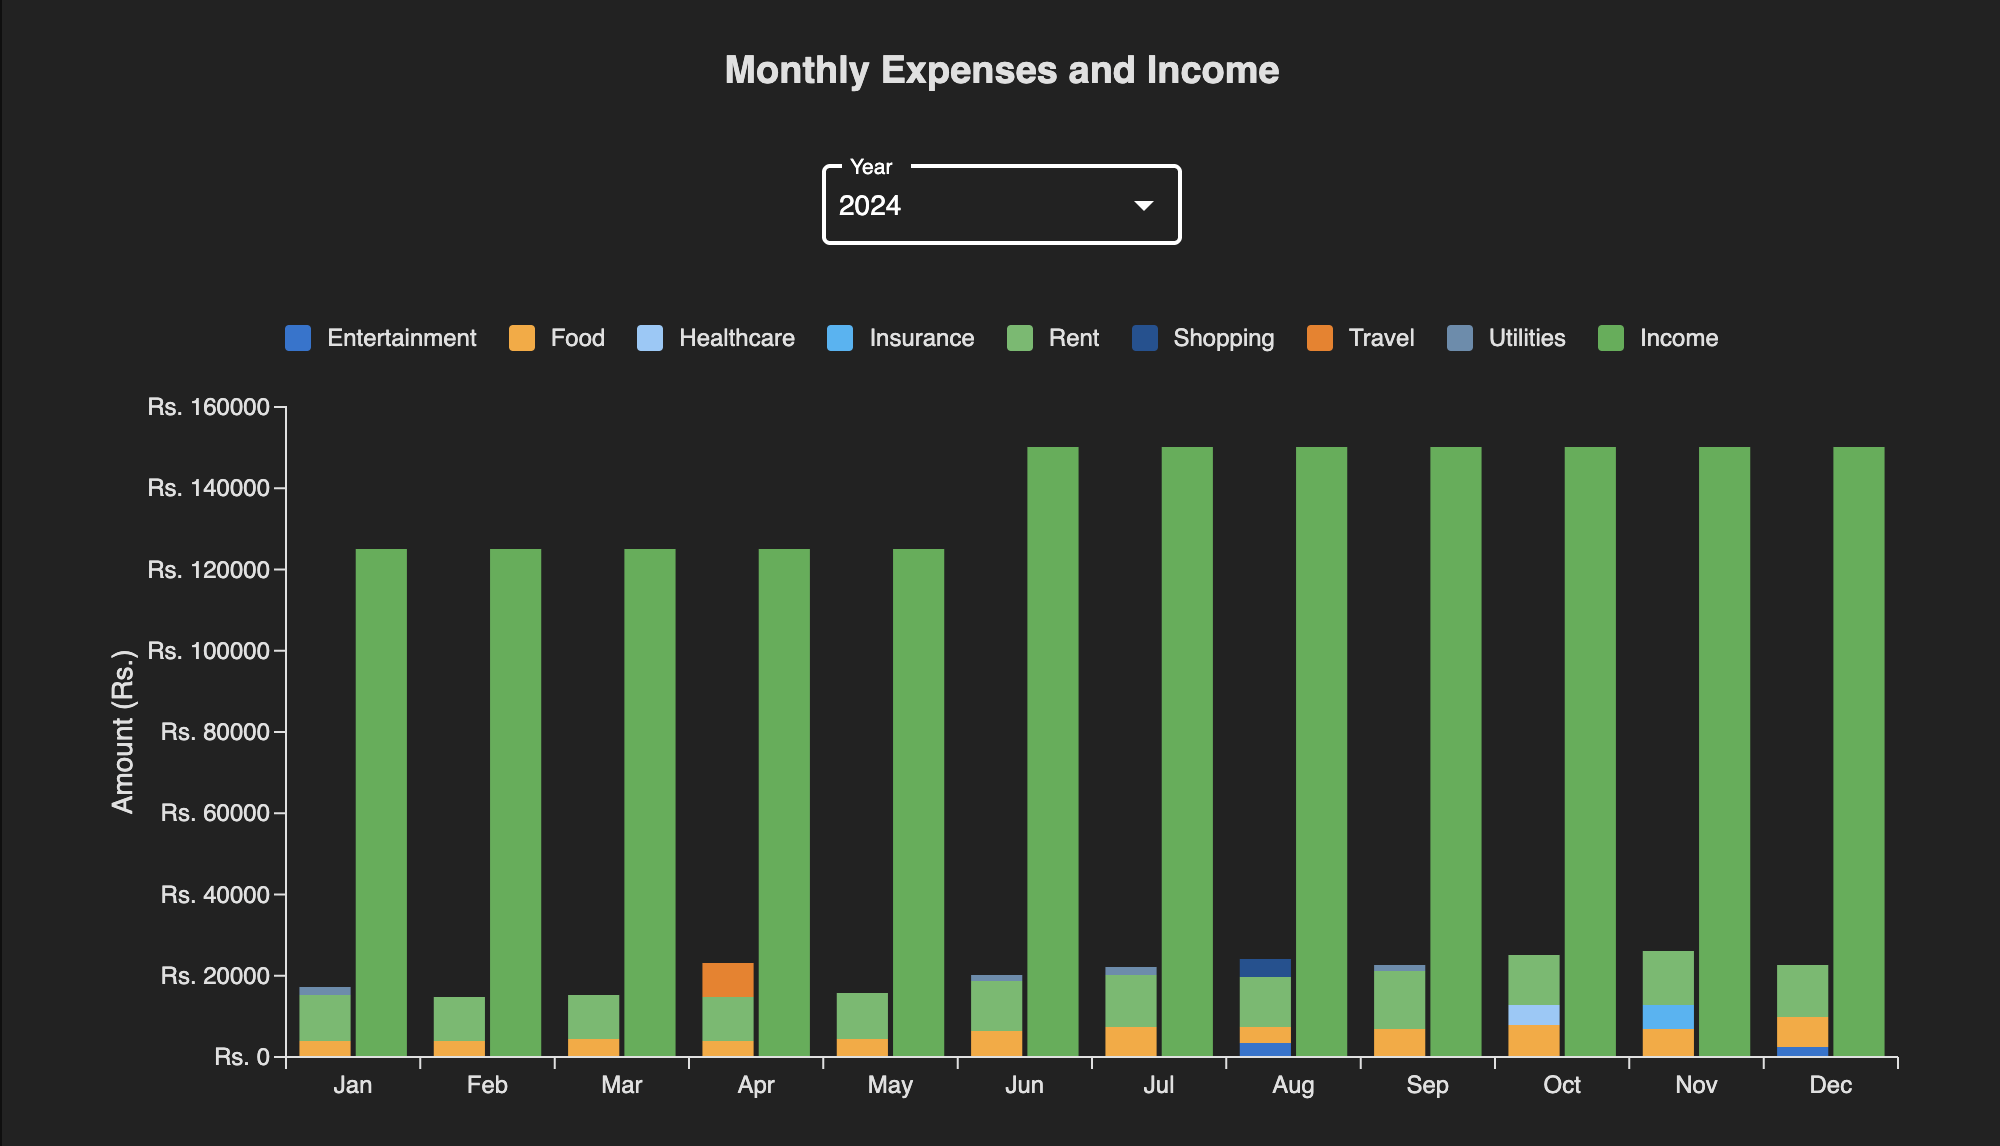 Monthly Expenses and Income
Year
2024
Entertainment Food Healthcare Insurance Rent Shopping Travel Utilities Income
Rs. 160000
Rs. 140000
Rs. 120000
Rs. 100000
Rs. 80000
Rs. 60000
Rs. 40000
Rs. 20000
Rs. 0
Amount (Rs.)
Jan Feb Mar Apr May Jun Jul Aug Sep Oct Nov Dec